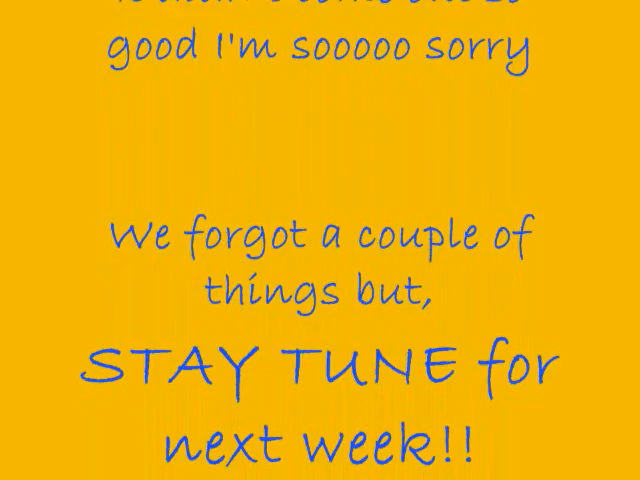 good I'm sooooo sorry
We forgot a couple of
things but,
STAY TUNE for
next week!!